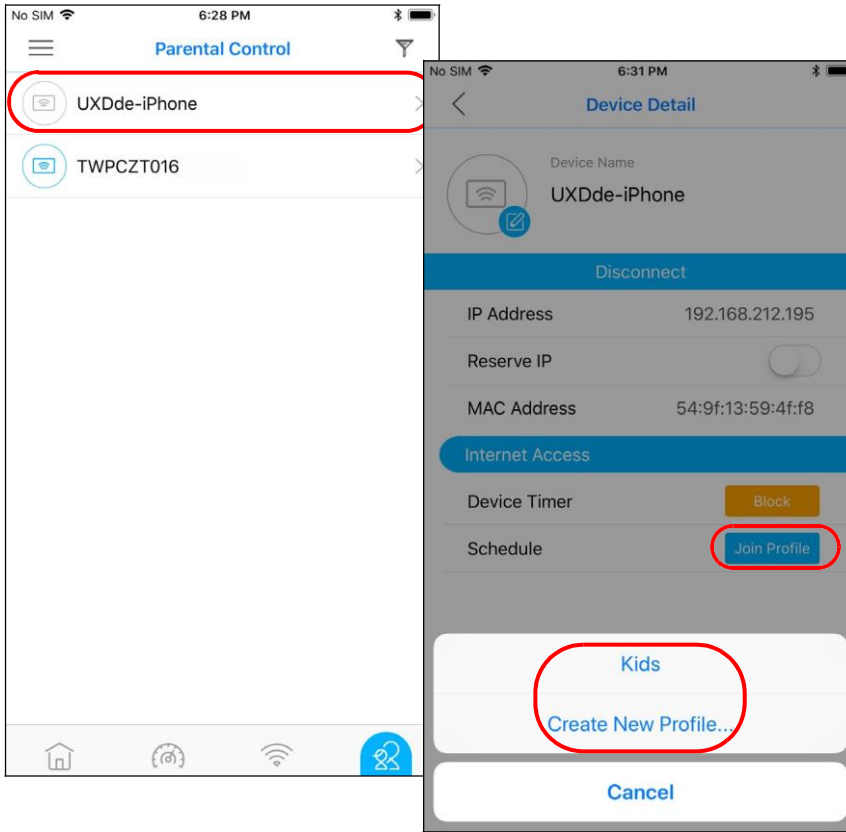 No SIM 6:28 PM
Parental Control
UXDde-iPhone
TWPCZT016
No SIM 6:31 PM
Device Detail
Device Name
UXDde-iPhone
Disconnect
IP Address 192.168.212.195
Reserve IP
MAC Address 54:9f:13:59:4f:f8
Internet Access
Device Timer Block
Schedule Join Profile
Kids
Create New Profile...
Cancel